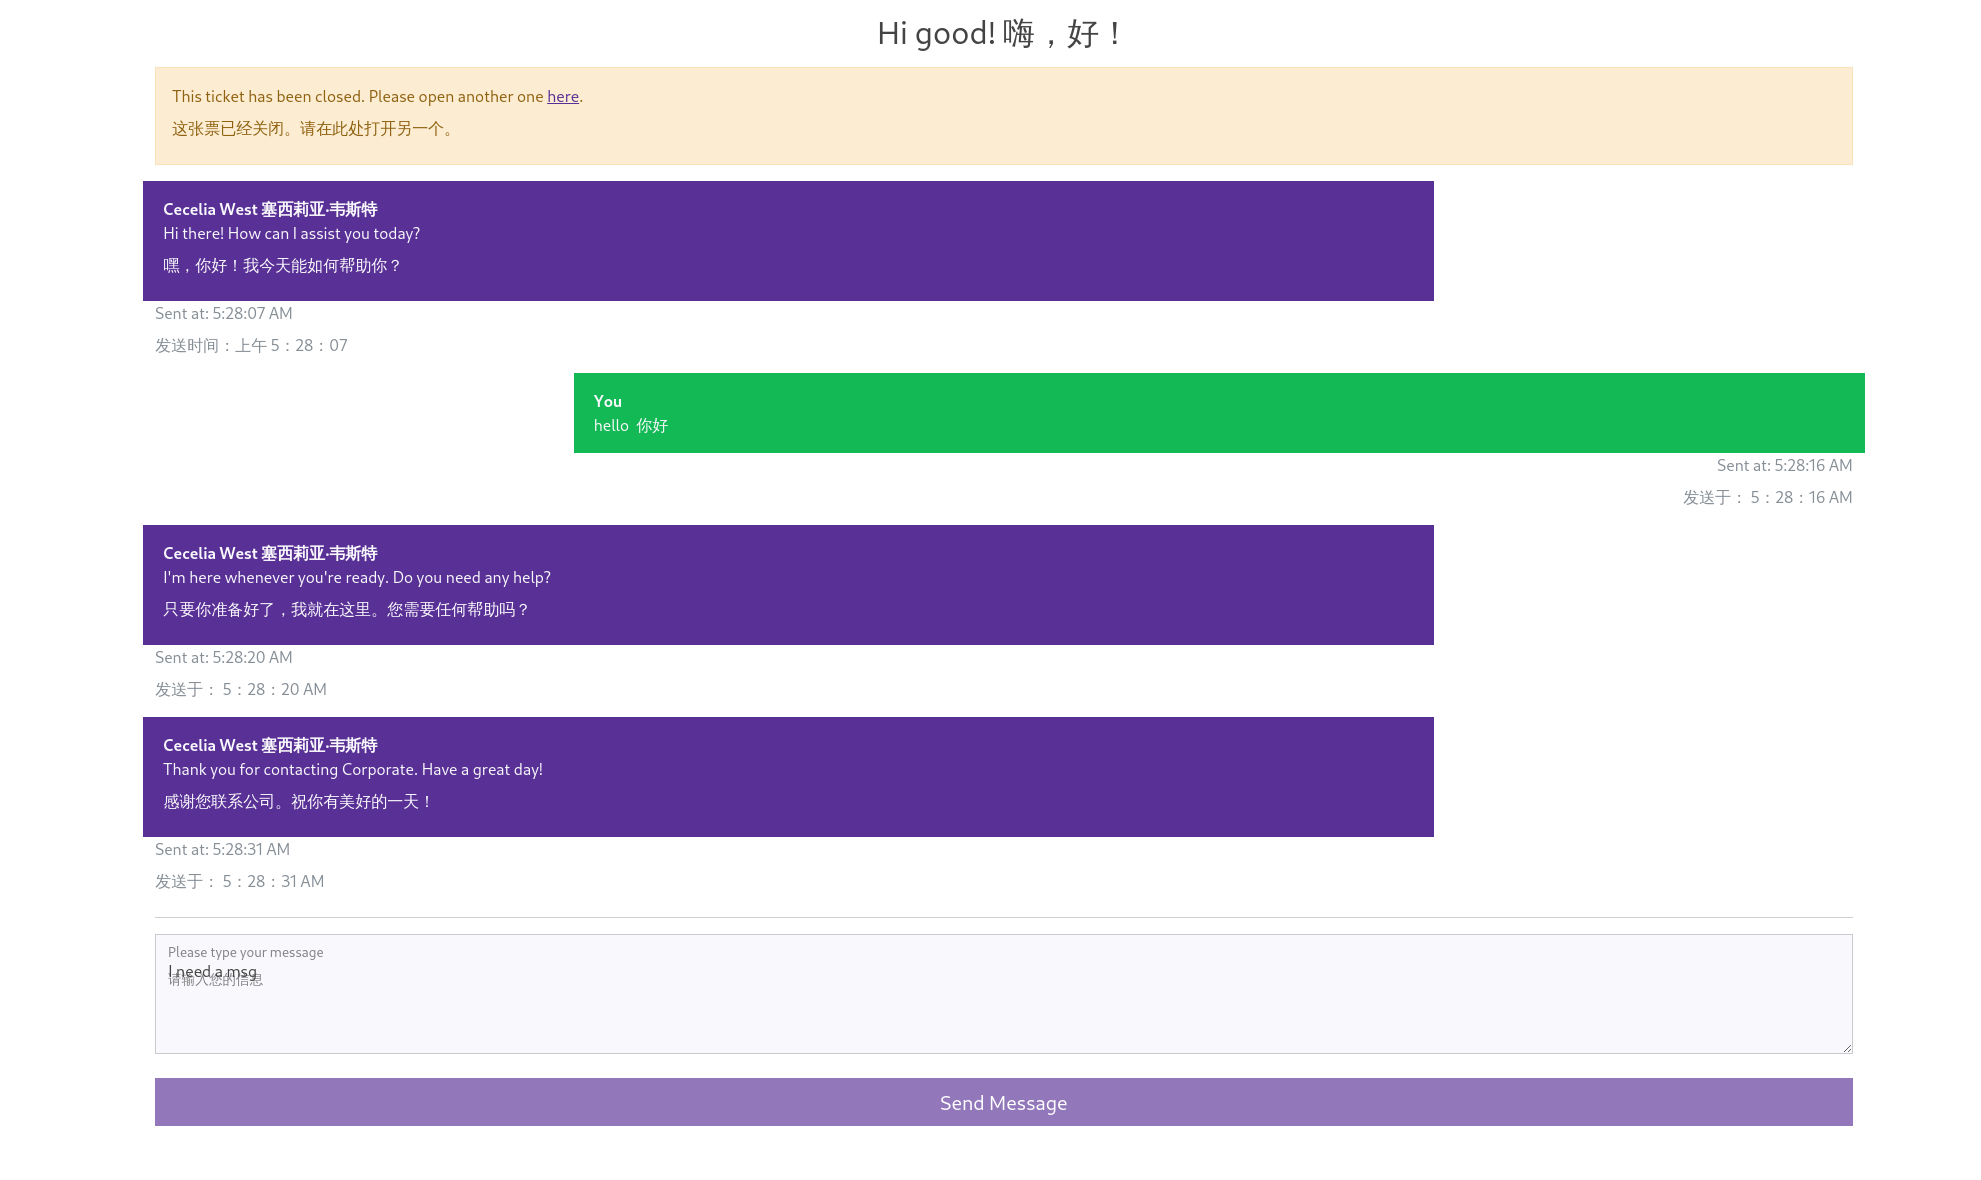 Hi good! 嗨，好！
This ticket has been closed. Please open another one here.
这张票已经关闭。请在此处打开另一个。
Cecelia West 塞西莉亚·韦斯特
Hi there! How can I assist you today?
嘿，你好！我今天能如何帮助你？
Sent at: 5:28:07 AM
发送时间：上午 5：28：07
You
hello 你好
Sent at: 5:28:16 AM
发送于： 5：28：16 AM
Cecelia West 塞西莉亚·韦斯特
I'm here whenever you're ready. Do you need any help?
只要你准备好了，我就在这里。您需要任何帮助吗？
Sent at: 5:28:20 AM
发送于： 5：28：20 AM
Cecelia West 塞西莉亚·韦斯特
Thank you for contacting Corporate. Have a great day!
感谢您联系公司。祝你有美好的一天！
Sent at: 5:28:31 AM
发送于： 5：28：31 AM
Please type your message
I need a msg
请输入您的信息
Send Message